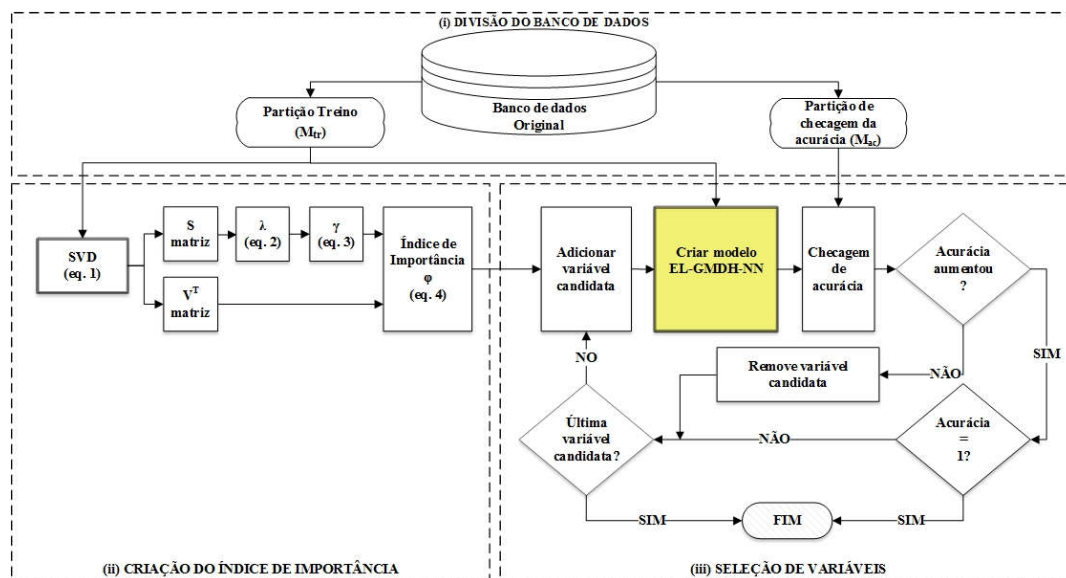 (i) DIVISÃO DO BANCO DE DADOS
Banco de dados
Original
Partição Treino
(Mtr)
Partição de
checagem da
acurácia (Mac)
SVD
(eq. 1)
S
matriz
λ
(eq. 2)
γ
(eq. 3)
V^T
matriz
Índice de
Importância
φ
(eq. 4)
Adicionar
variável
candidata
Criar modelo
EL-GMDH-NN
Checagem
de
acurácia
Acurácia
aumentou
?
SIM
NÃO
Remove variável
candidata
NO
Última
variável
candidata?
NÃO
Acurácia
=
1?
SIM
FIM
SIM
(ii) CRIAÇÃO DO ÍNDICE DE IMPORTÂNCIA
(iii) SELEÇÃO DE VARIÁVEIS